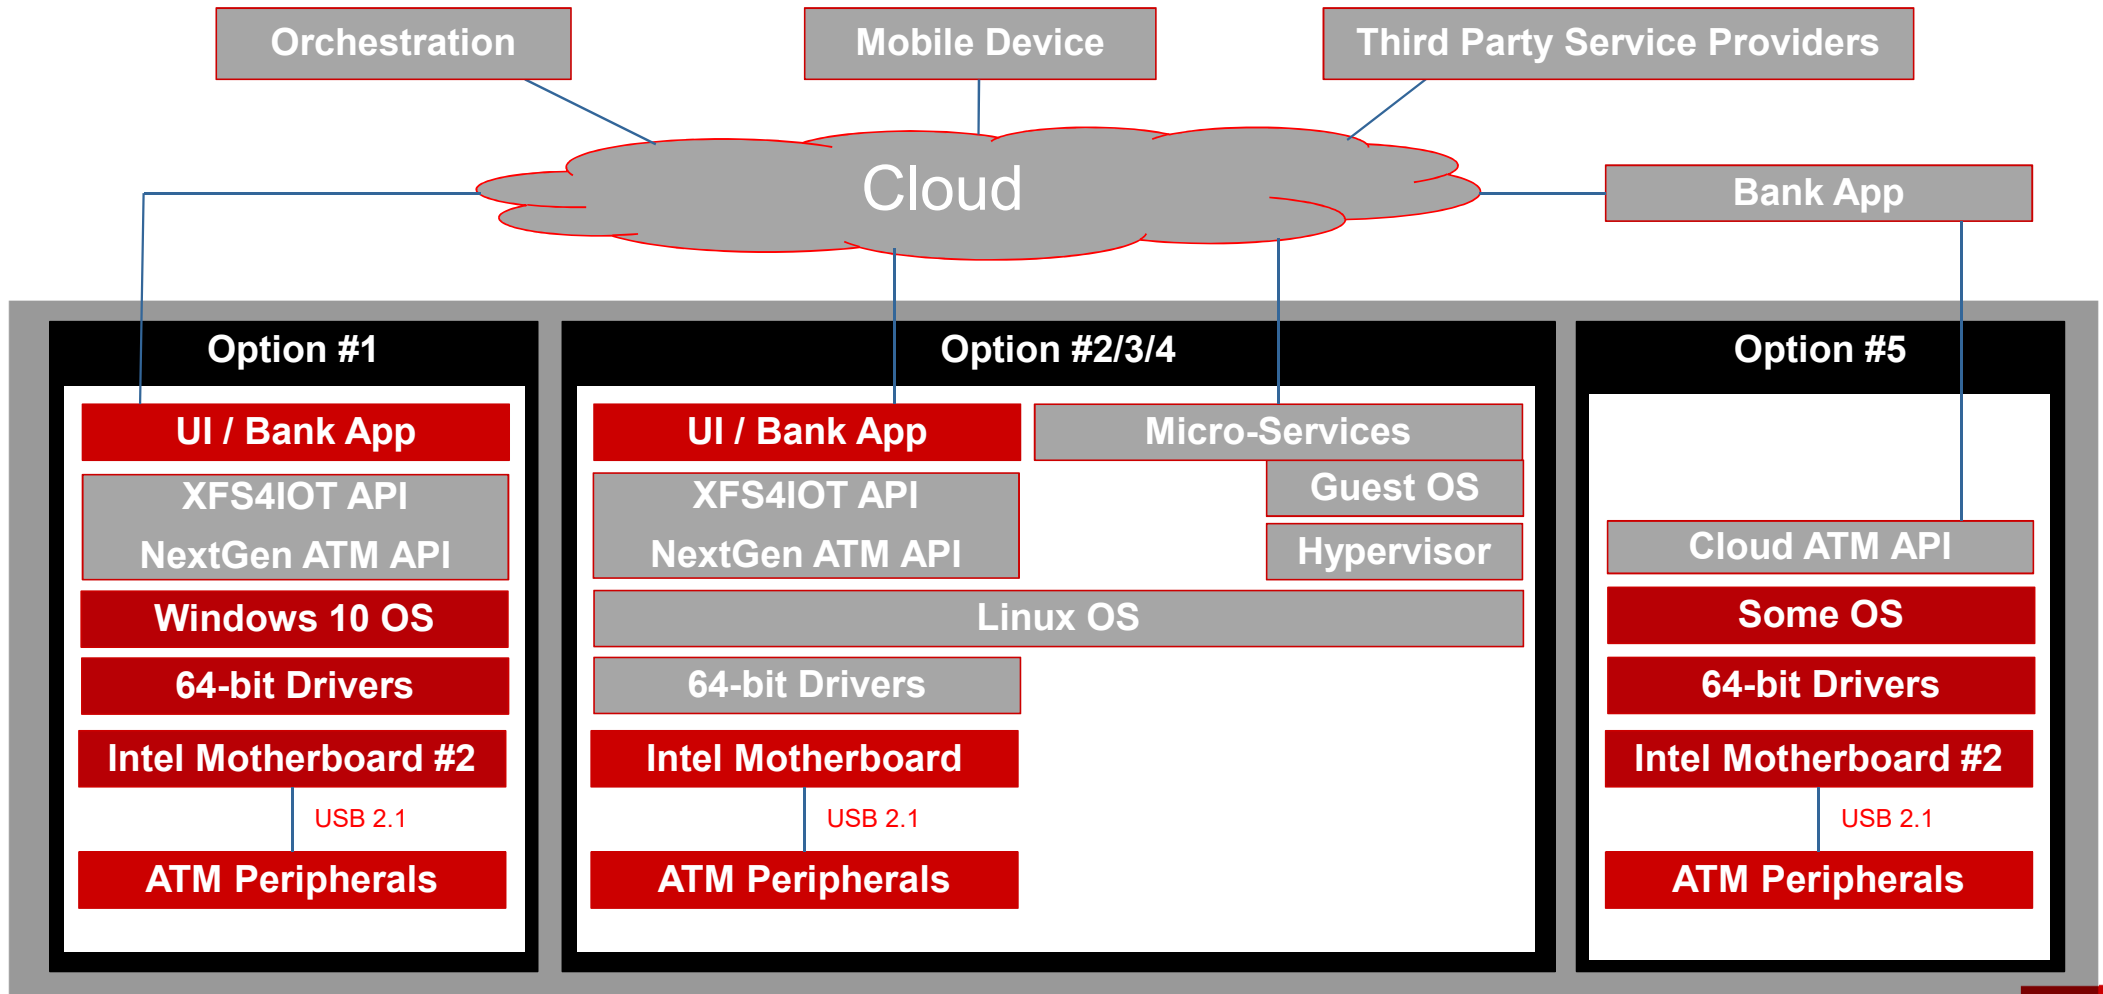 Orchestration
Mobile Device
Third Party Service Providers
Cloud
Bank App
Option #1
UI / Bank App
XFS4IOT API
NextGen ATM API
Windows 10 OS
64-bit Drivers
Intel Motherboard #2
USB 2.1
ATM Peripherals
Option #2/3/4
UI / Bank App
Micro-Services
XFS4IOT API
NextGen ATM API
Guest OS
Hypervisor
Linux OS
64-bit Drivers
Intel Motherboard
USB 2.1
ATM Peripherals
Option #5
Cloud ATM API
Some OS
64-bit Drivers
Intel Motherboard #2
USB 2.1
ATM Peripherals